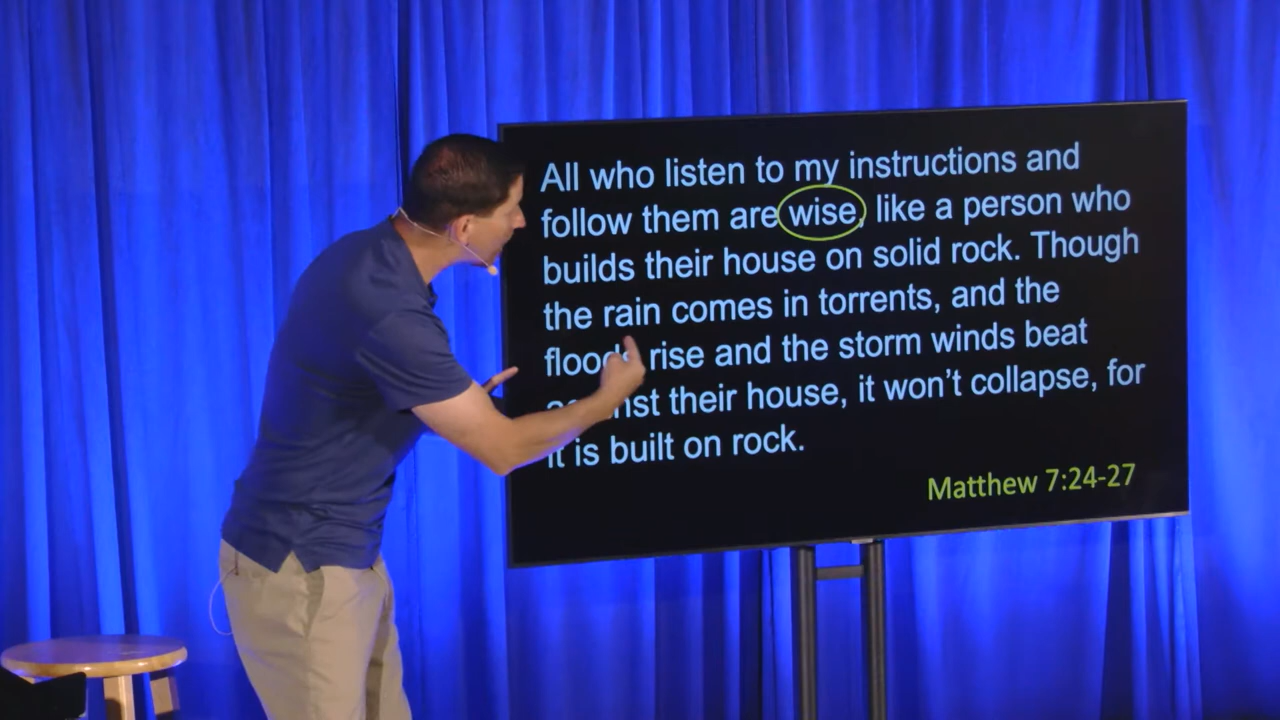 All who listen to my instructions and
follow them are wise, like a person who
builds their house on solid rock. Though
the rain comes in torrents, and the
floods rise and the storm winds beat
against their house, it won’t collapse, for
it is built on rock.
Matthew 7:24-27